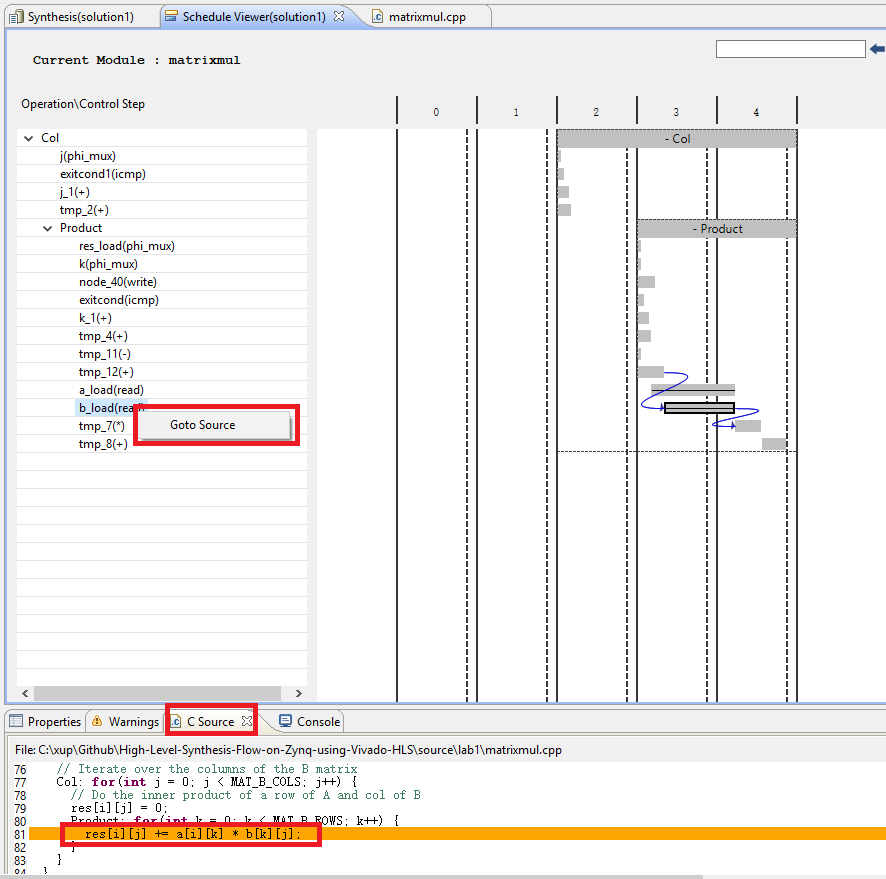 Synthesis(solution1) Schedule Viewer(solution1) matrixmul.cpp
Current Module : matrixmul
Operation\Control Step
0 1 2 3 4
Col - Col
j(phi_mux)
exitcond1(icmp)
j_1(+)
tmp_2(+)
Product - Product
res_load(phi_mux)
k(phi_mux)
node_40(write)
exitcond(icmp)
k_1(+)
tmp_4(+)
tmp_11(-)
tmp_12(+)
a_load(read)
b_load(read)
Goto Source
tmp_7(*)
tmp_8(+)
Properties Warnings C Source Console
File: C:\xup\Github\High-Level-Synthesis-Flow-on-Zynq-using-Vivado-HLS\source\lab1\matrixmul.cpp
76 // Iterate over the columns of the B matrix
77 Col: for(int j = 0; j < MAT_B_COLS; j++) {
78 // Do the inner product of a row of A and col of B
79 res[i][j] = 0;
80 Product: for(int k = 0; k < MAT_B_ROWS; k++) {
81 res[i][j] += a[i][k] * b[k][j];
82 }
83 }
84 }